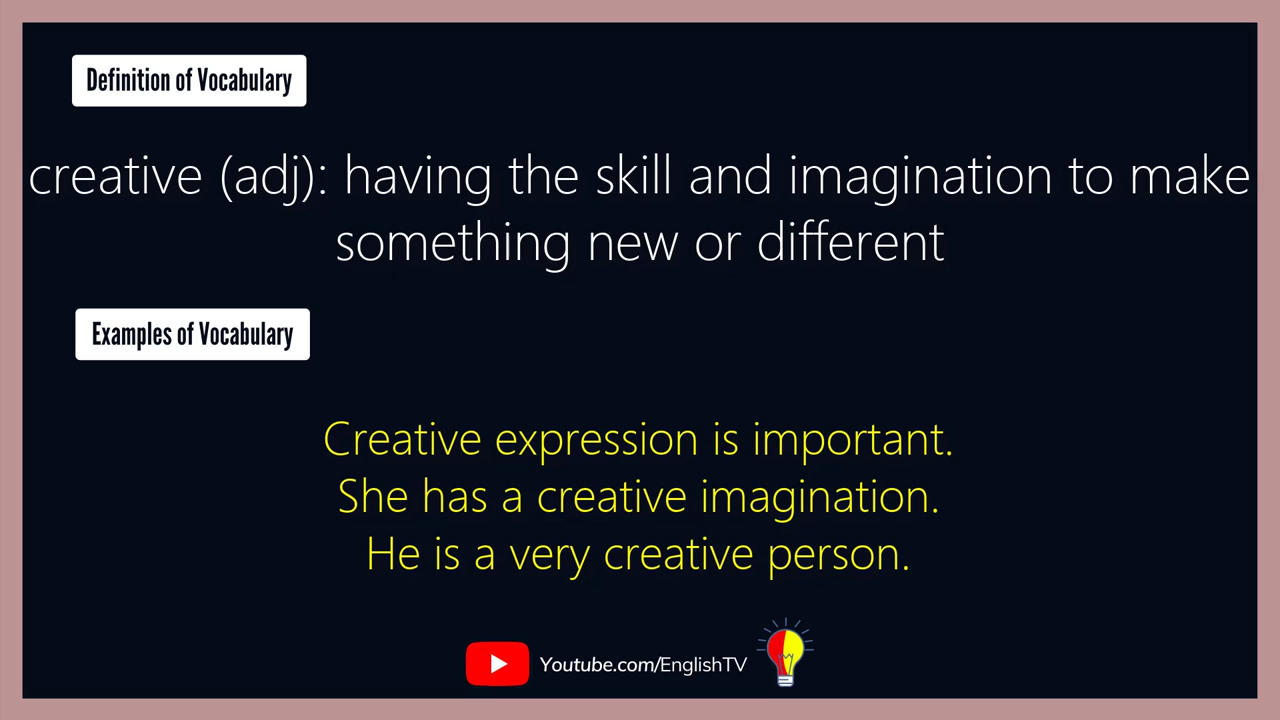 Definition of Vocabulary
creative (adj): having the skill and imagination to make
something new or different
Examples of Vocabulary
Creative expression is important.
She has a creative imagination.
He is a very creative person.
Youtube.com/EnglishTV